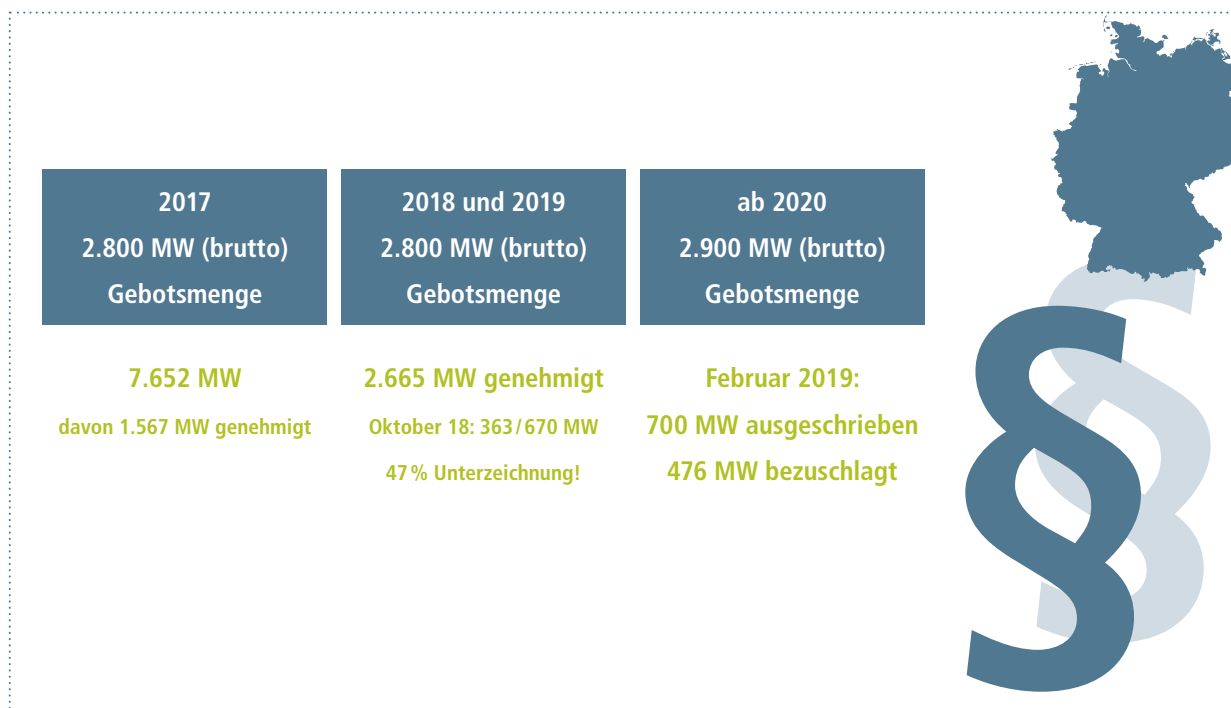 2017
2.800 MW (brutto)
Gebotsmenge
2018 und 2019
2.800 MW (brutto)
Gebotsmenge
ab 2020
2.900 MW (brutto)
Gebotsmenge
7.652 MW
davon 1.567 MW genehmigt
2.665 MW genehmigt
Oktober 18: 363/670 MW
47 % Unterzeichnung!
Februar 2019:
700 MW ausgeschrieben
476 MW bezuschlagt
§
§